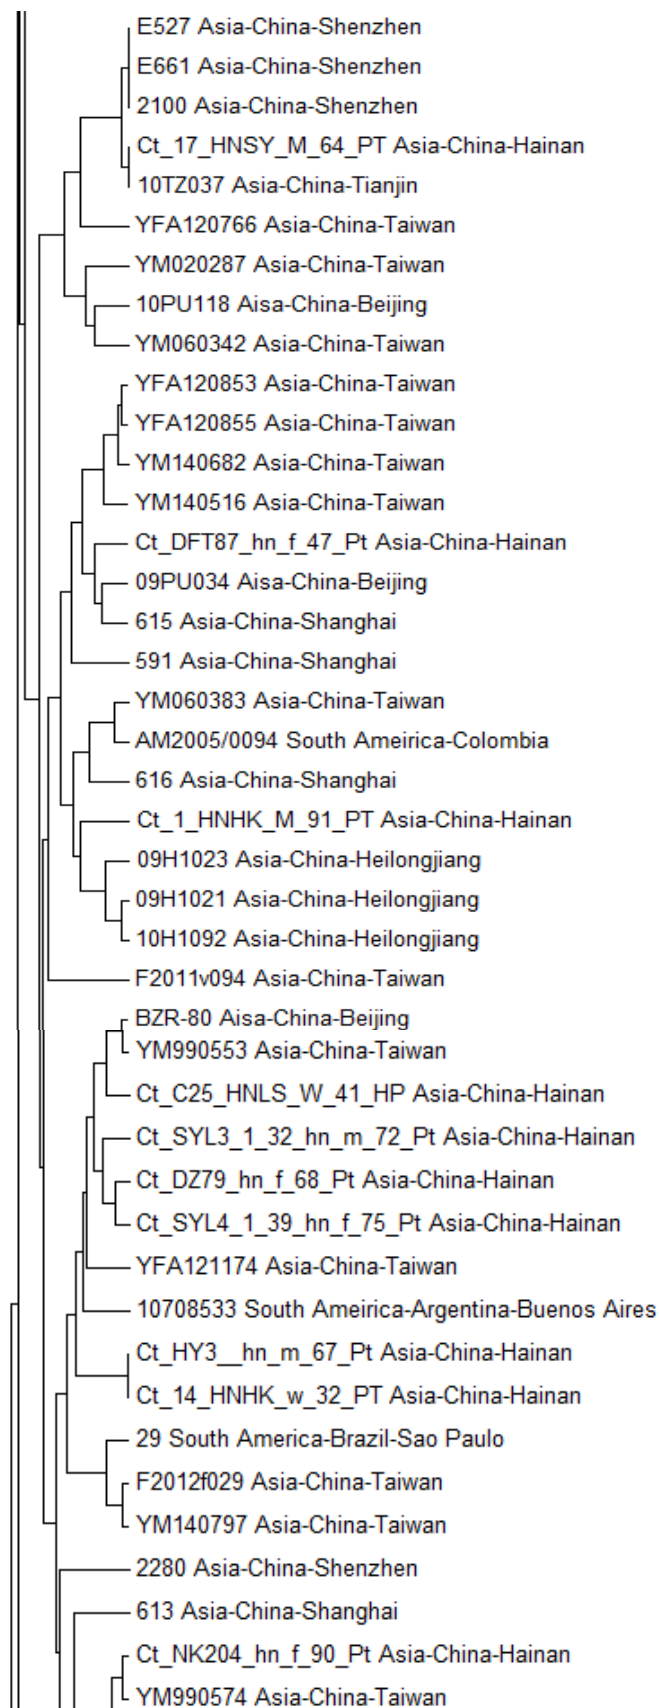 E527 Asia-China-Shenzhen
E661 Asia-China-Shenzhen
2100 Asia-China-Shenzhen
Ct_17_HNSY_M_64_PT Asia-China-Hainan
10TZ037 Asia-China-Tianjin
YFA120766 Asia-China-Taiwan
YM020287 Asia-China-Taiwan
10PU118 Aisa-China-Beijing
YM060342 Asia-China-Taiwan
YFA120853 Asia-China-Taiwan
YFA120855 Asia-China-Taiwan
YM140682 Asia-China-Taiwan
YM140516 Asia-China-Taiwan
Ct_DFT87_hn_f_47_Pt Asia-China-Hainan
09PU034 Aisa-China-Beijing
615 Asia-China-Shanghai
591 Asia-China-Shanghai
YM060383 Asia-China-Taiwan
AM2005/0094 South Ameirica-Colombia
616 Asia-China-Shanghai
Ct_1_HNHK_M_91_PT Asia-China-Hainan
09H1023 Asia-China-Heilongjiang
09H1021 Asia-China-Heilongjiang
10H1092 Asia-China-Heilongjiang
F2011v094 Asia-China-Taiwan
BZR-80 Aisa-China-Beijing
YM990553 Asia-China-Taiwan
Ct_C25_HNLS_W_41_HP Asia-China-Hainan
Ct_SYL3_1_32_hn_m_72_Pt Asia-China-Hainan
Ct_DZ79_hn_f_68_Pt Asia-China-Hainan
Ct_SYL4_1_39_hn_f_75_Pt Asia-China-Hainan
YFA121174 Asia-China-Taiwan
10708533 South Ameirica-Argentina-Buenos Aires
Ct_HY3__hn_m_67_Pt Asia-China-Hainan
Ct_14_HNHK_w_32_PT Asia-China-Hainan
29 South America-Brazil-Sao Paulo
F2012f029 Asia-China-Taiwan
YM140797 Asia-China-Taiwan
2280 Asia-China-Shenzhen
613 Asia-China-Shanghai
Ct_NK204_hn_f_90_Pt Asia-China-Hainan
YM990574 Asia-China-Taiwan